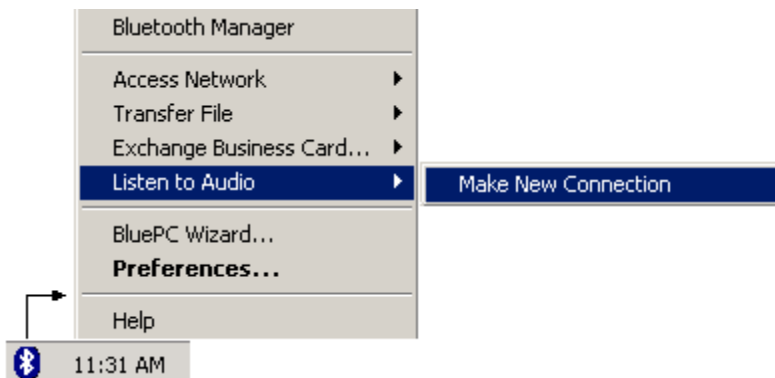 Bluetooth Manager
Access Network
Transfer File
Exchange Business Card...
Listen to Audio
Make New Connection
BluePC Wizard...
Preferences...
Help
11:31 AM